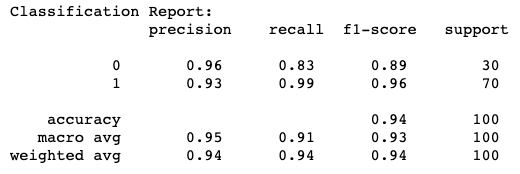 Classification Report:
precision recall f1-score support
0 0.96 0.83 0.89 30
1 0.93 0.99 0.96 70
accuracy 0.94 100
macro avg 0.95 0.91 0.93 100
weighted avg 0.94 0.94 0.94 100